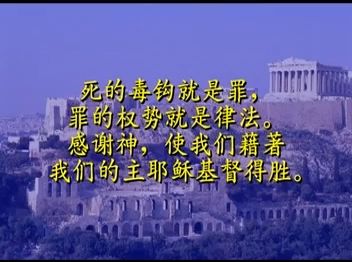 死的毒钩就是罪，
罪的权势就是律法。
感谢神，使我们藉著
我们的主耶稣基督得胜。